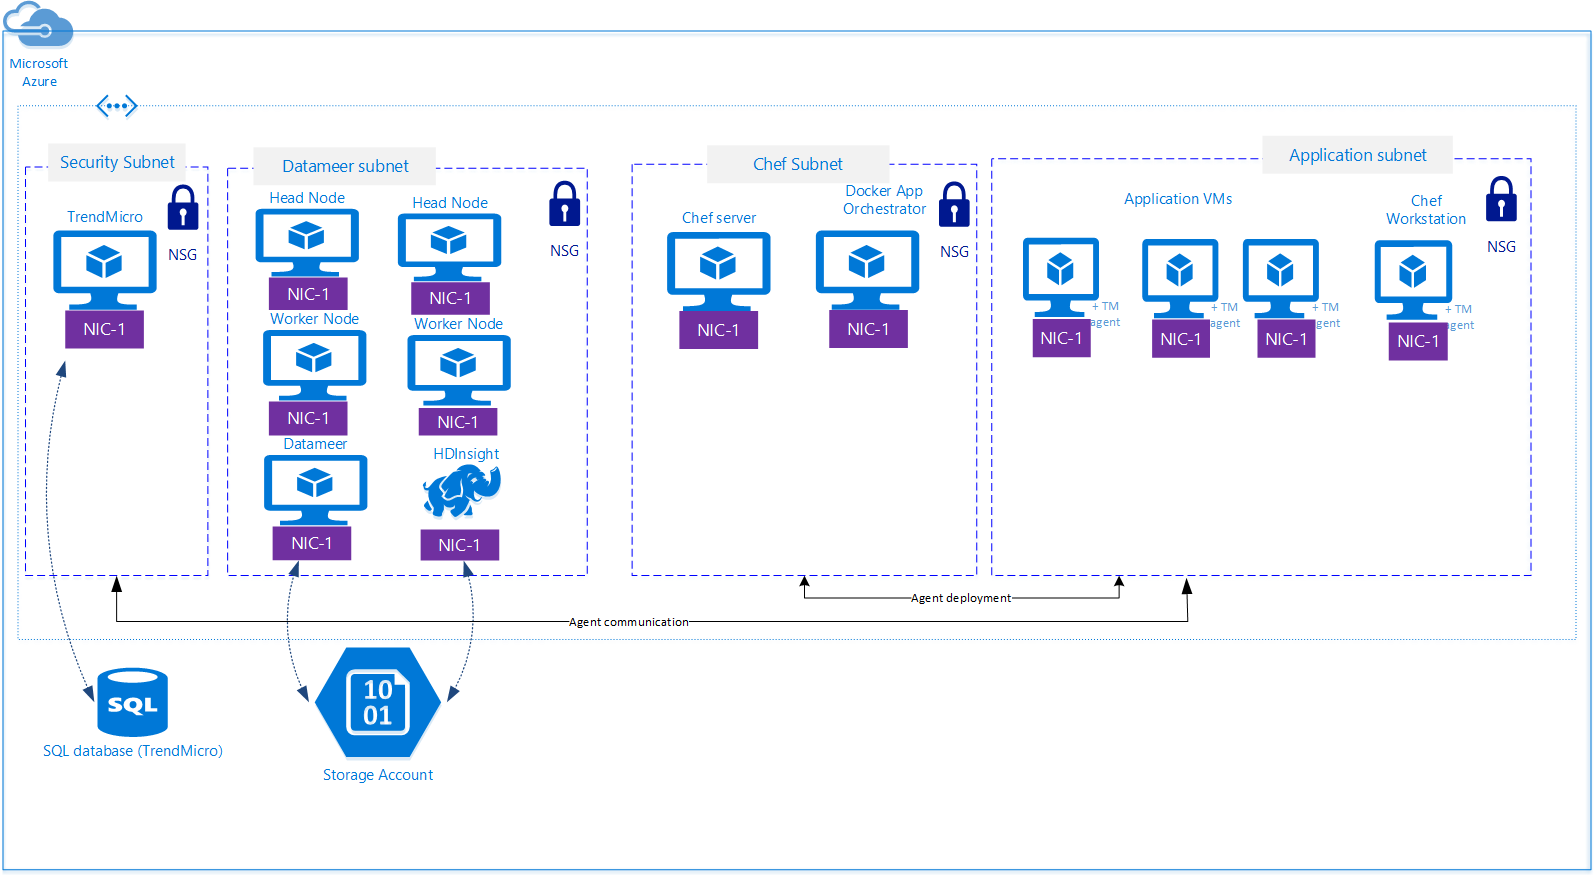 Microsoft
Azure
Security Subnet
TrendMicro
NSG
NIC-1
Datameer subnet
Head Node
NIC-1
Head Node
NIC-1
NSG
Worker Node
NIC-1
Worker Node
NIC-1
Datameer
NIC-1
HDInsight
NIC-1
Chef Subnet
Chef server
NIC-1
Docker App
Orchestrator
NIC-1
NSG
Application subnet
Application VMs
+ TM
agent
NIC-1
+ TM
agent
NIC-1
+ TM
agent
NIC-1
Chef
Workstation
+ TM
agent
NIC-1
NSG
Agent deployment
Agent communication
SQL
SQL database (TrendMicro)
10
01
Storage Account